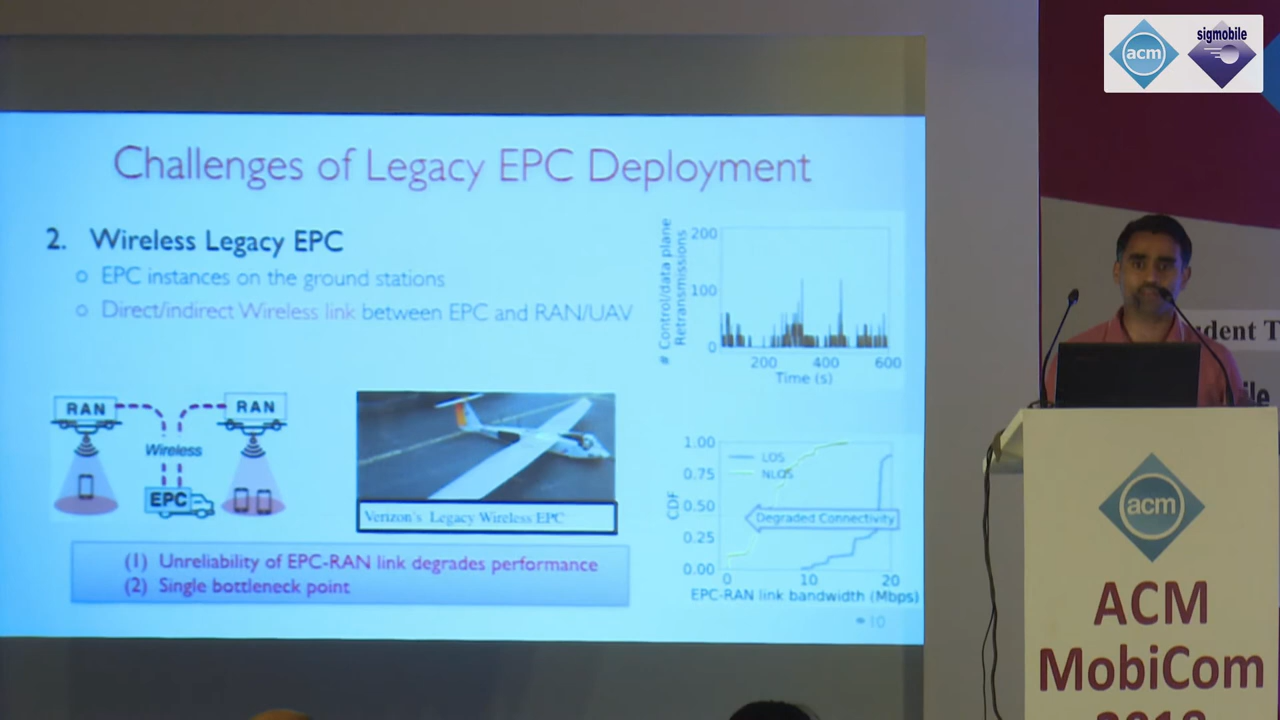 acm
sigmobile
Challenges of Legacy EPC Deployment
2. Wireless Legacy EPC
EPC instances on the ground stations
Direct/indirect Wireless link between EPC and RAN/UAV
RAN
RAN
Wireless
EPC
Verizon's Legacy Wireless EPC
(1) Unreliability of EPC-RAN link degrades performance
(2) Single bottleneck point
# Control/data plane
Retransmissions
200
100
0
200 400 600
Time (s)
1.00
0.75
0.50
0.25
0.00
CDF
LOS
NLOS
Degraded Connectivity
0 10 20
EPC-RAN link bandwidth (Mbps)
10
dent T
ile
acm
ACM
MobiCom